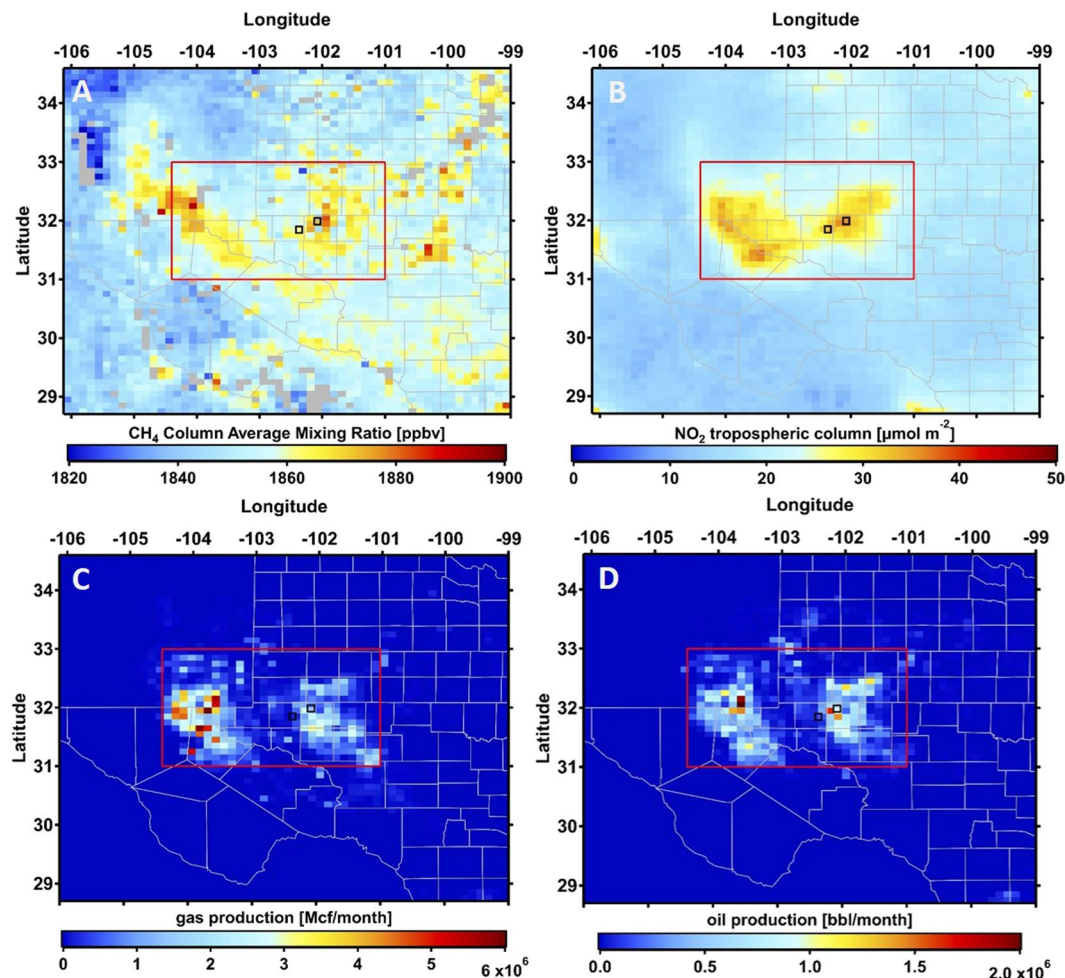 Longitude
-106 -105 -104 -103 -102 -101 -100 -99
Latitude
34
33
32
31
30
29
A
CH₄ Column Average Mixing Ratio [ppbv]
1820 1840 1860 1880 1900
Longitude
-106 -105 -104 -103 -102 -101 -100 -99
Latitude
34
33
32
31
30
29
B
NO₂ tropospheric column [µmol m⁻²]
0 10 20 30 40 50
Longitude
-106 -105 -104 -103 -102 -101 -100 -99
Latitude
34
33
32
31
30
29
C
gas production [Mcf/month]
0 1 2 3 4 5 6 x10⁶
Longitude
-106 -105 -104 -103 -102 -101 -100 -99
Latitude
34
33
32
31
30
29
D
oil production [bbl/month]
0.0 0.5 1.0 1.5 2.0 x10⁶